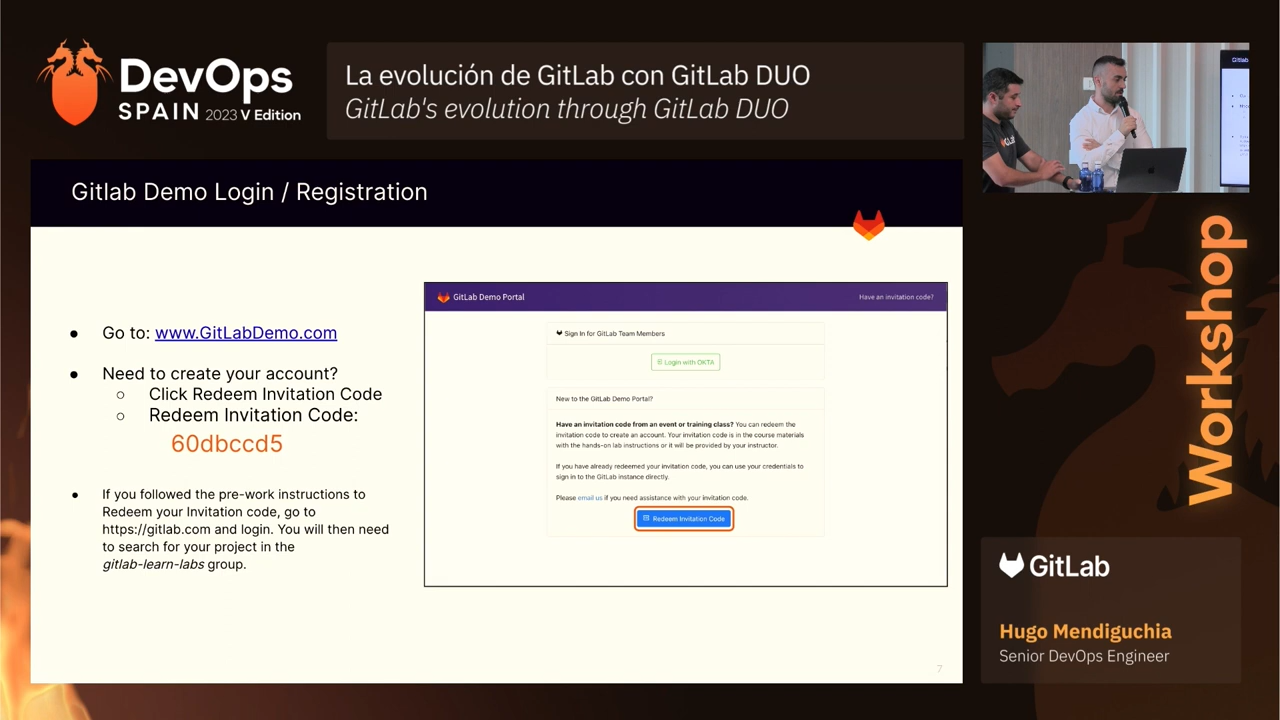 DevOps
SPAIN 2023 V Edition
La evolución de GitLab con GitLab DUO
GitLab's evolution through GitLab DUO
Gitlab Demo Login / Registration
● Go to: www.GitLabDemo.com
● Need to create your account?
○ Click Redeem Invitation Code
○ Redeem Invitation Code:
60dbccd5
● If you followed the pre-work instructions to
Redeem your Invitation code, go to
https://gitlab.com and login. You will then need
to search for your project in the
gitlab-learn-labs group.
GitLab Demo Portal
Have an invitation code?
Sign In for GitLab Team Members
Login with OKTA
New to the GitLab Demo Portal?
Have an invitation code from an event or training class? You can redeem the
invitation code to create an account. Your invitation code is in the course materials
with the hands-on lab instructions or it will be provided by your instructor.
If you have already redeemed your invitation code, you can use your credentials to
sign in to the GitLab instance directly.
Please email us if you need assistance with your invitation code.
Redeem Invitation Code
7
Workshop
GitLab
Hugo Mendiguchia
Senior DevOps Engineer